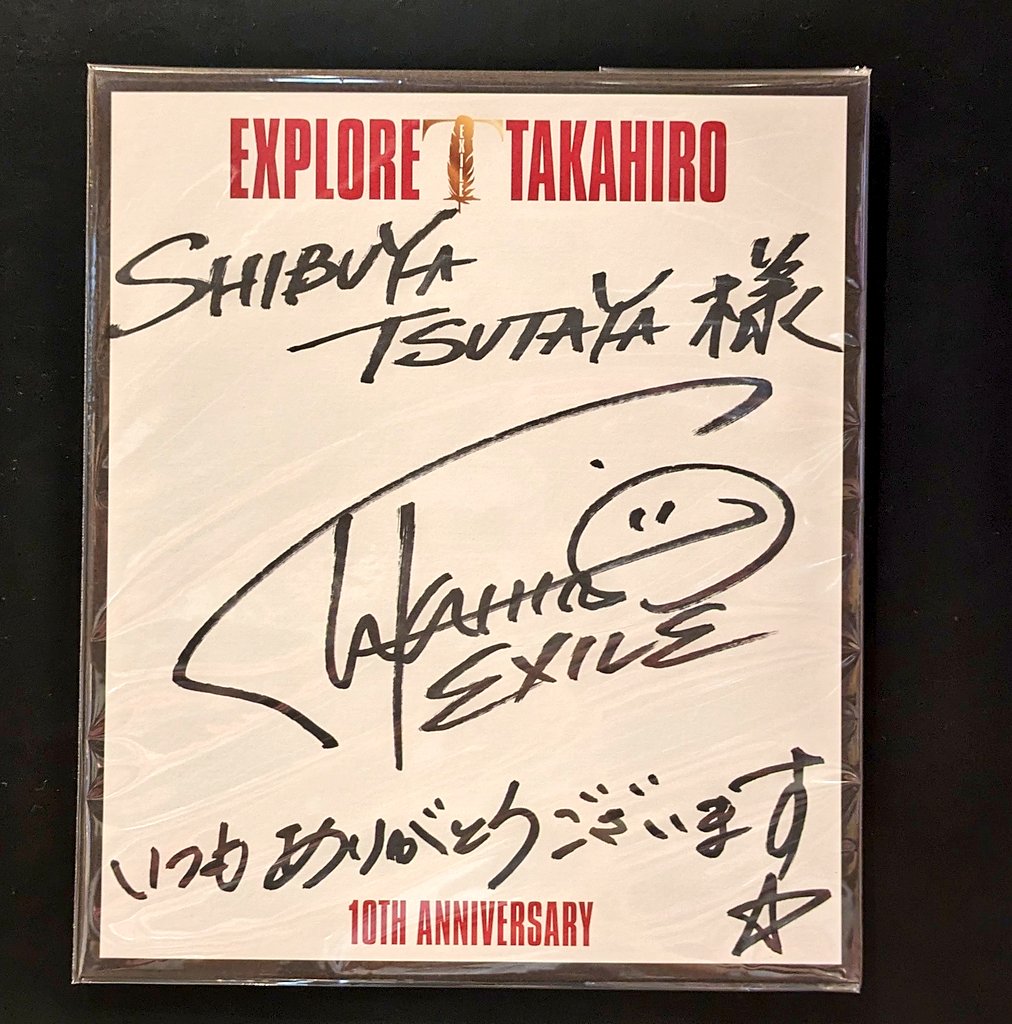 EXPLORE T EXILE TAKAHIRO
SHIBUYA
TSUTAYA 様
TAKAHIRO
EXILE
いつもありがとうございます☆
10TH ANNIVERSARY